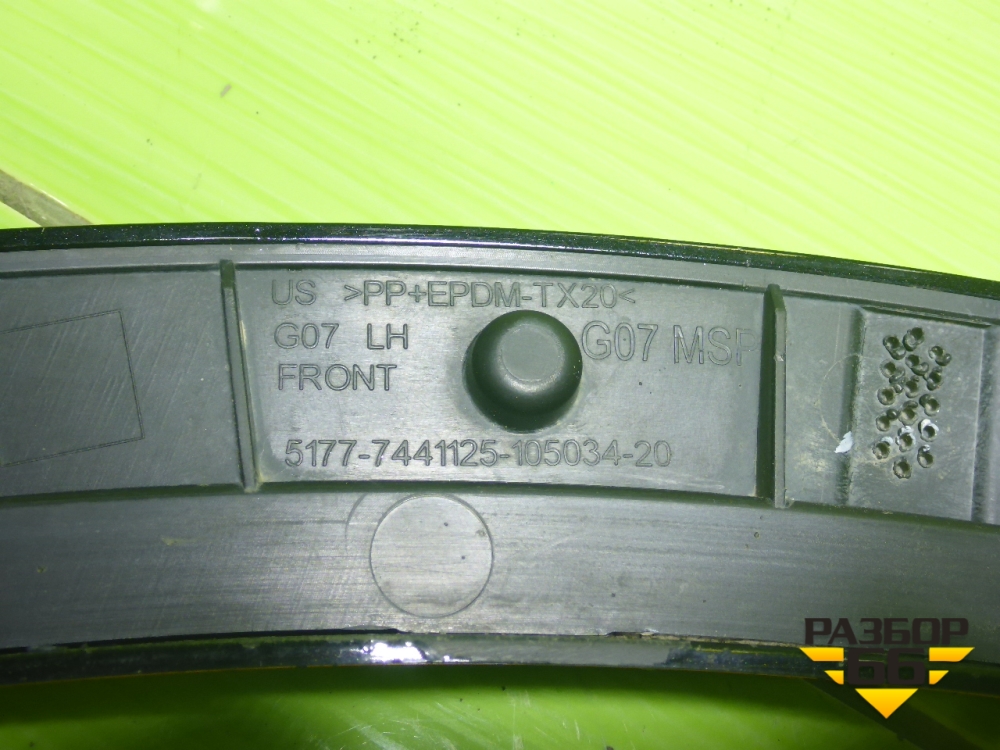 US >PP+EPDM-TX20<
G07 LH
G07 MSP
FRONT
5177-7441125-105034-20
РАЗБОР
66